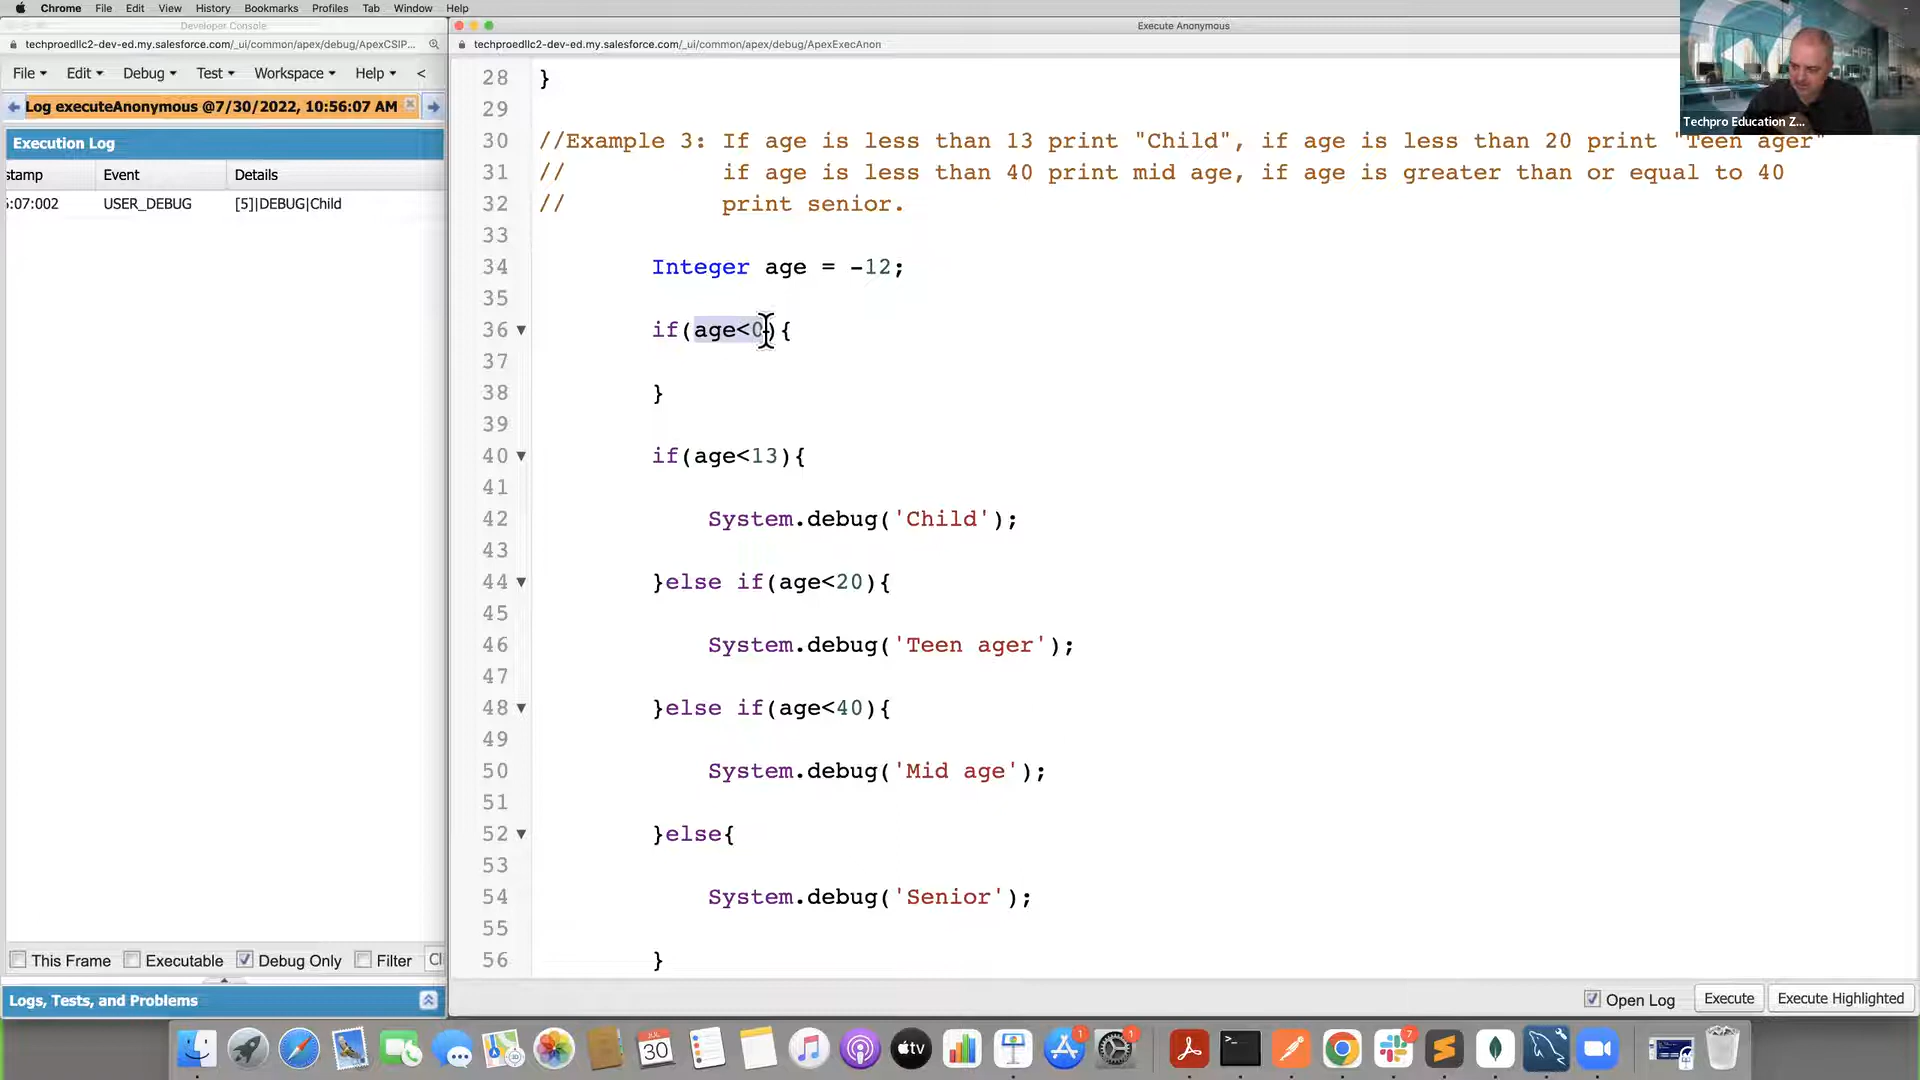 Chrome File Edit View History Bookmarks Profiles Tab Window Help
Developer Console
techproedllc2-dev-ed.my.salesforce.com/_ui/common/apex/debug/ApexCSIP...
File Edit Debug Test Workspace Help <
Log executeAnonymous @7/30/2022, 10:56:07 AM
Execution Log
stamp Event Details
:07:002 USER_DEBUG [5]|DEBUG|Child
This Frame Executable Debug Only Filter Cl
Logs, Tests, and Problems
Execute Anonymous
techproedllc2-dev-ed.my.salesforce.com/_ui/common/apex/debug/ApexExecAnon
Techpro Education Z...
28 }
29
30 //Example 3: If age is less than 13 print "Child", if age is less than 20 print "Teen ager"
31 // if age is less than 40 print mid age, if age is greater than or equal to 40
32 // print senior.
33
34 Integer age = -12;
35
36 if(age<0){
37
38 }
39
40 if(age<13){
41
42 System.debug('Child');
43
44 }else if(age<20){
45
46 System.debug('Teen ager');
47
48 }else if(age<40){
49
50 System.debug('Mid age');
51
52 }else{
53
54 System.debug('Senior');
55
56 }
Open Log Execute Execute Highlighted
JUL
30
tv
1
1
7